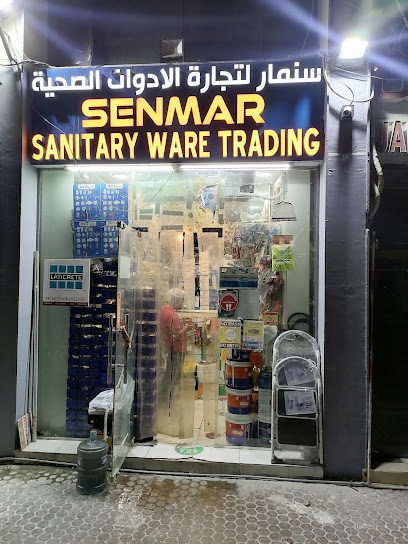 سنمار لتجارة الادوات الصحية
SENMAR
SANITARY WARE TRADING
LATICRETE